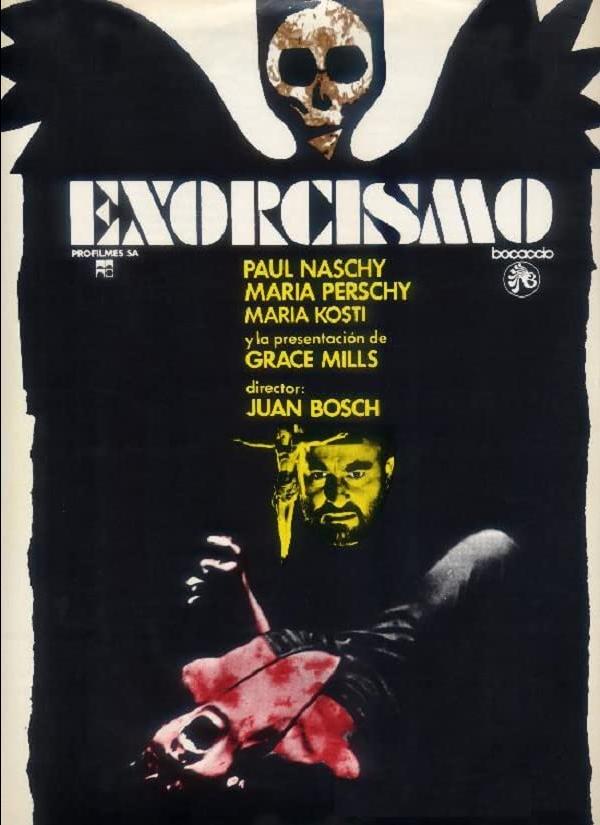 EXORCISMO
PROFILMES SA
bocaccio
B
PAUL NASCHY
MARIA PERSCHY
MARIA KOSTI
y la presentación de
GRACE MILLS
director:
JUAN BOSCH